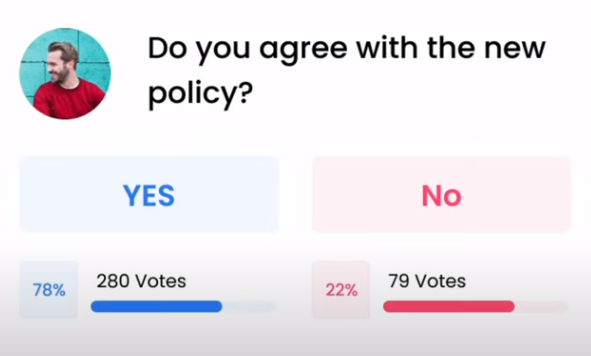 Do you agree with the new
policy?
YES
No
78%
280 Votes
22%
79 Votes